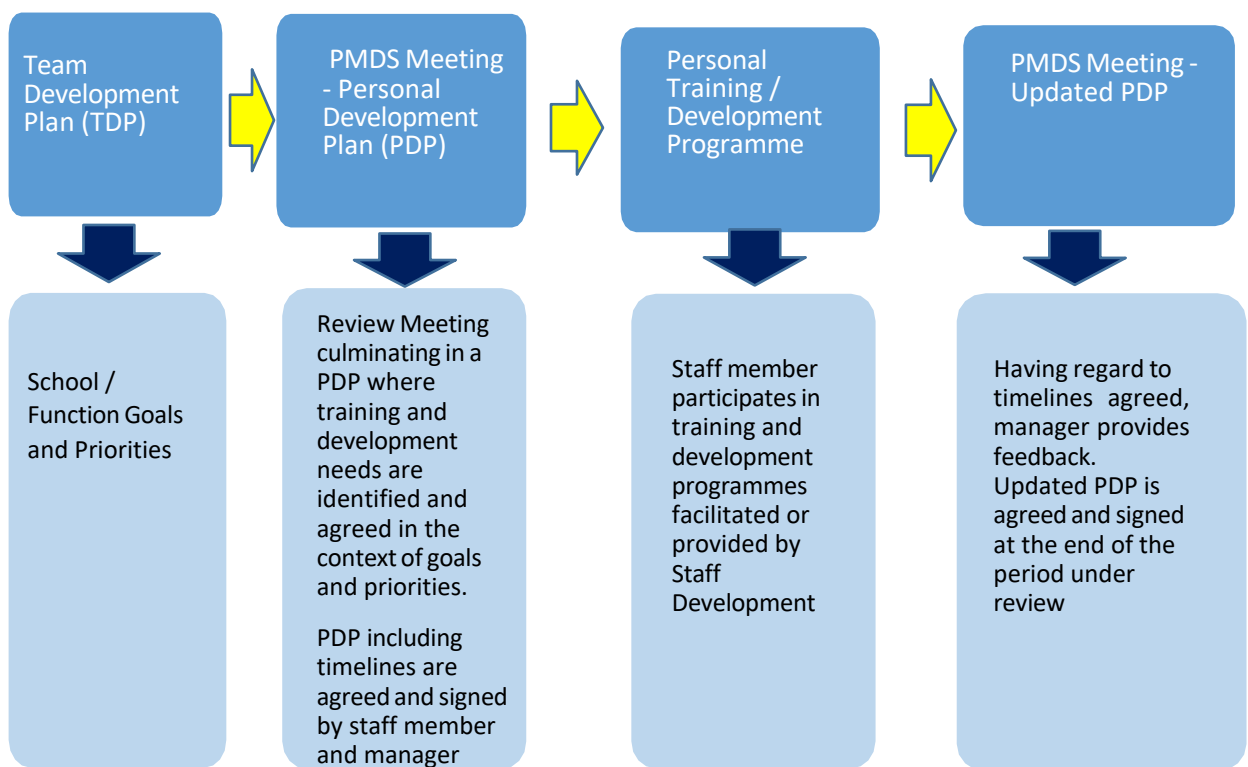 Team
Development
Plan (TDP)
PMDS Meeting
- Personal
Development
Plan (PDP)
Personal
Training /
Development
Programme
PMDS Meeting -
Updated PDP
School /
Function Goals
and Priorities
Review Meeting
culminating in a
PDP where
training and
development
needs are
identified and
agreed in the
context of goals
and priorities.
PDP including
timelines are
agreed and signed
by staff member
and manager
Staff member
participates in
training and
development
programmes
facilitated or
provided by
Staff
Development
Having regard to
timelines agreed,
manager provides
feedback.
Updated PDP is
agreed and signed
at the end of the
period under
review